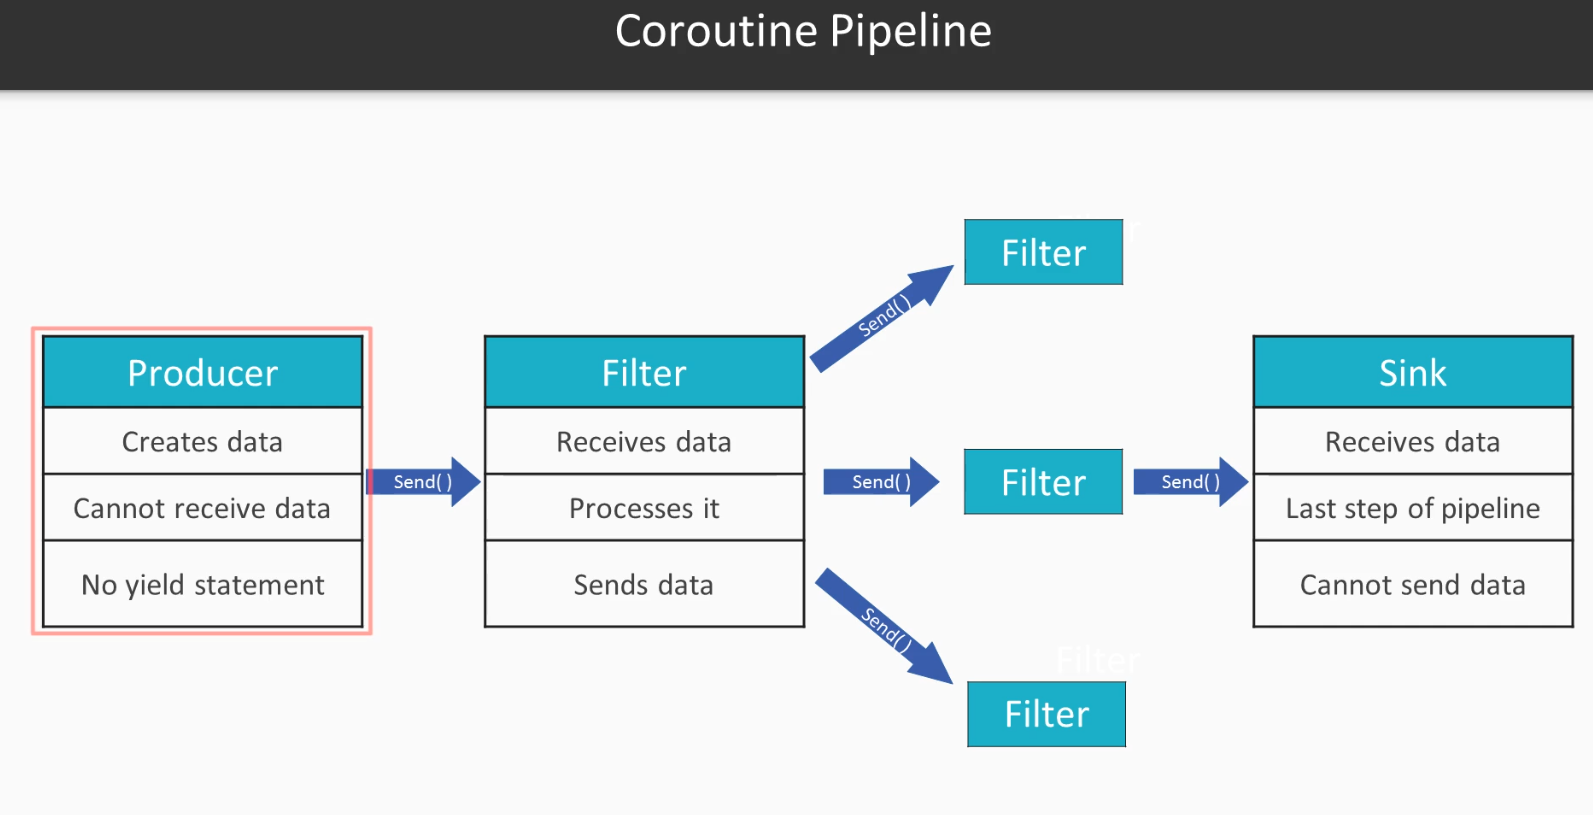 Coroutine Pipeline
Producer
Creates data
Cannot receive data
No yield statement
Send( )
Filter
Receives data
Processes it
Sends data
Send( )
Filter
Send( )
Filter
Send( )
Filter
Filter
Send( )
Sink
Receives data
Last step of pipeline
Cannot send data